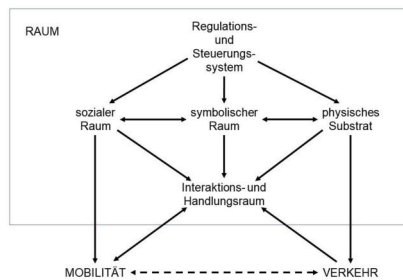 RAUM
Regulations-
und
Steuerungs-
system
sozialer
Raum
symbolischer
Raum
physisches
Substrat
Interaktions- und
Handlungsraum
MOBILITÄT
VERKEHR